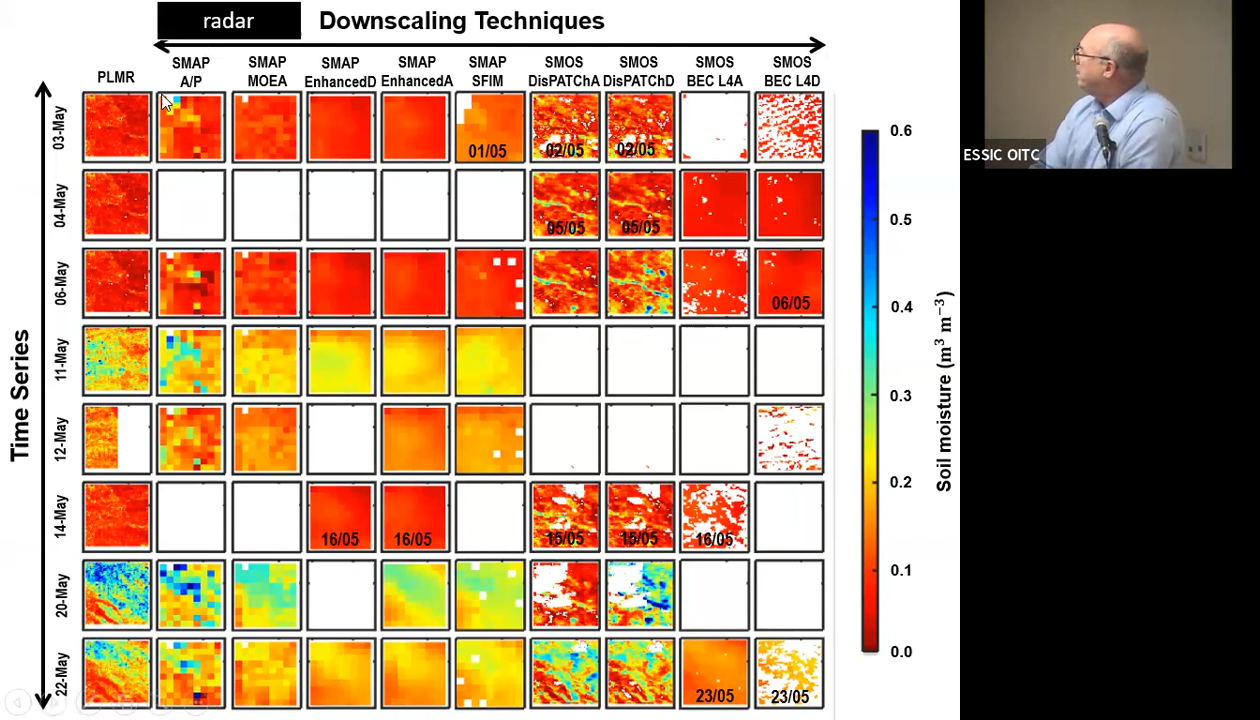 radar
Downscaling Techniques
PLMR
SMAP A/P
SMAP MOEA
SMAP EnhancedD
SMAP EnhancedA
SMAP SFIM
SMOS DisPATChA
SMOS DisPATChD
SMOS BEC L4A
SMOS BEC L4D
Time Series
03-May
01/05
02/05
02/05
04-May
05/05
05/05
06-May
06/05
11-May
12-May
14-May
16/05
16/05
15/05
15/05
16/05
20-May
22-May
23/05
23/05
0.6
0.5
0.4
0.3
0.2
0.1
0.0
Soil moisture (m³ m⁻³)
ESSIC OITC